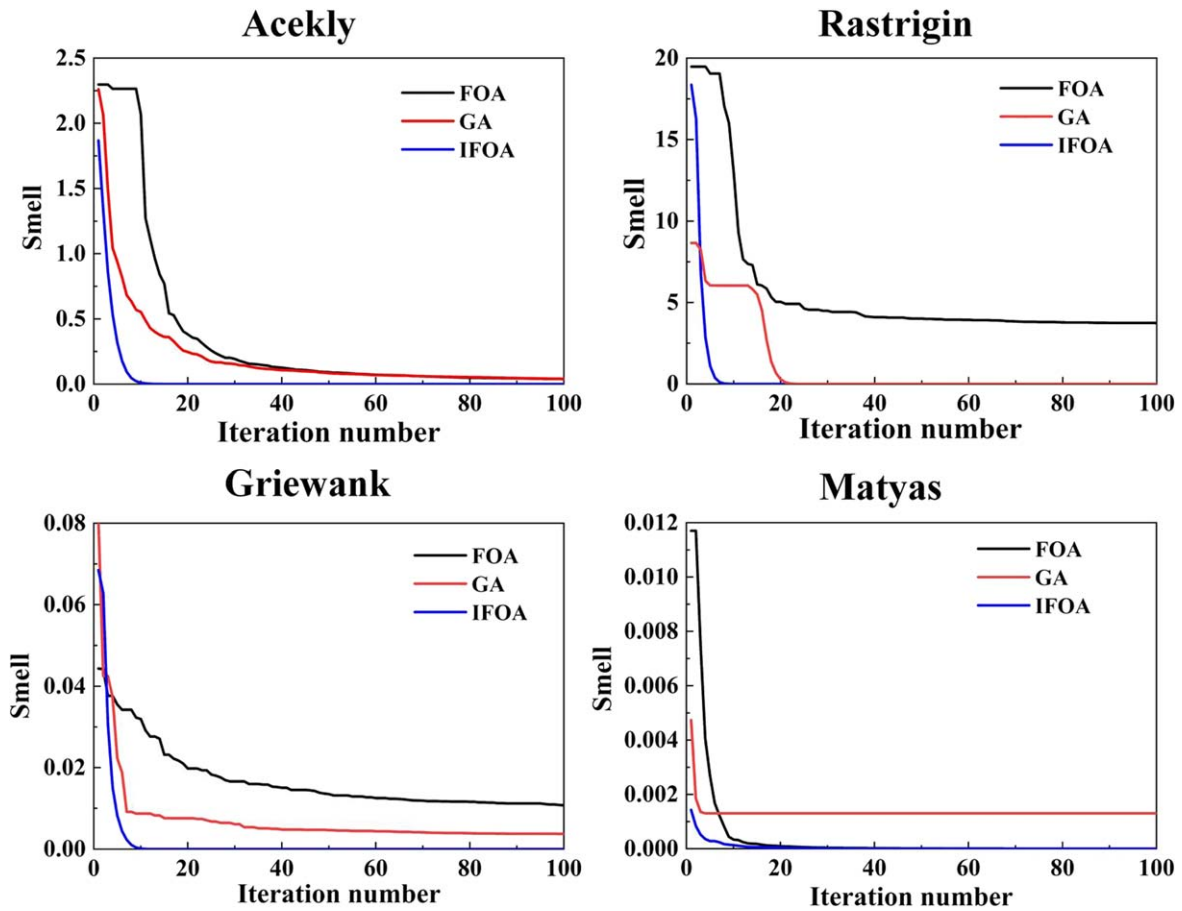 Acekly
2.5
2.0
1.5
1.0
0.5
0.0
Smell
FOA
GA
IFOA
0 20 40 60 80 100
Iteration number
Rastrigin
20
15
10
5
0
Smell
FOA
GA
IFOA
0 20 40 60 80 100
Iteration number
Griewank
0.08
0.06
0.04
0.02
0.00
Smell
FOA
GA
IFOA
0 20 40 60 80 100
Iteration number
Matyas
0.012
0.010
0.008
0.006
0.004
0.002
0.000
Smell
FOA
GA
IFOA
0 20 40 60 80 100
Iteration number